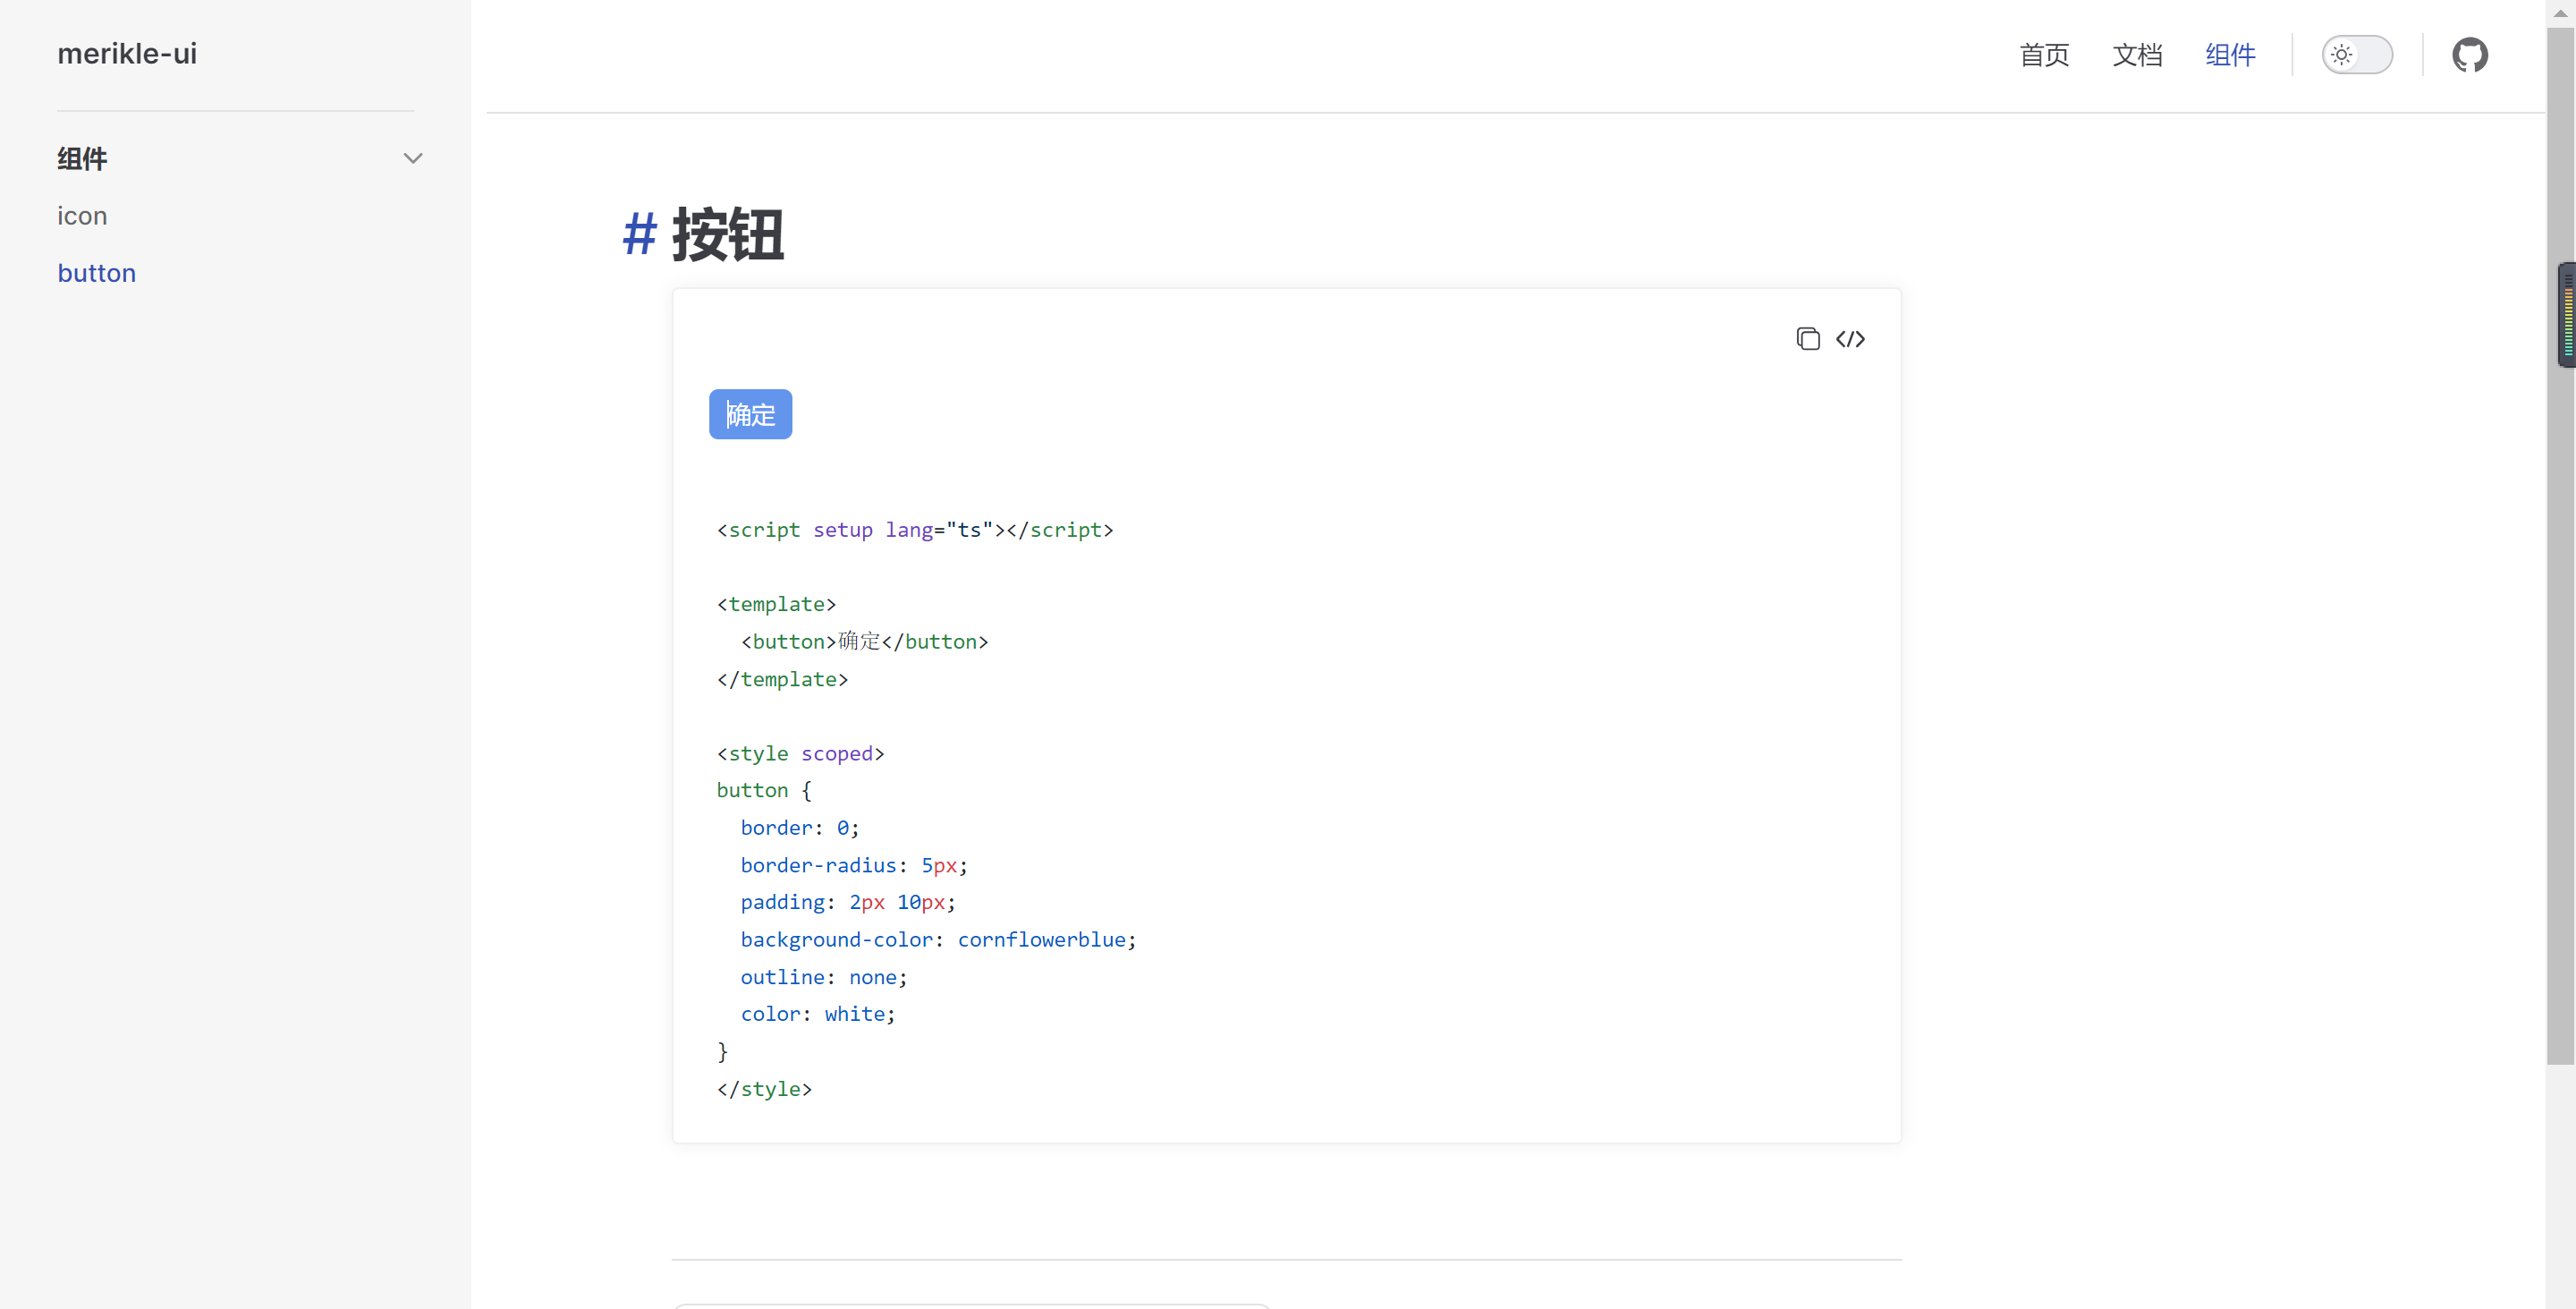 merikle-ui
首页 文档 组件
组件
icon
button
# 按钮
确定
<script setup lang="ts"></script>
<template>
  <button>确定</button>
</template>
<style scoped>
button {
  border: 0;
  border-radius: 5px;
  padding: 2px 10px;
  background-color: cornflowerblue;
  outline: none;
  color: white;
}
</style>